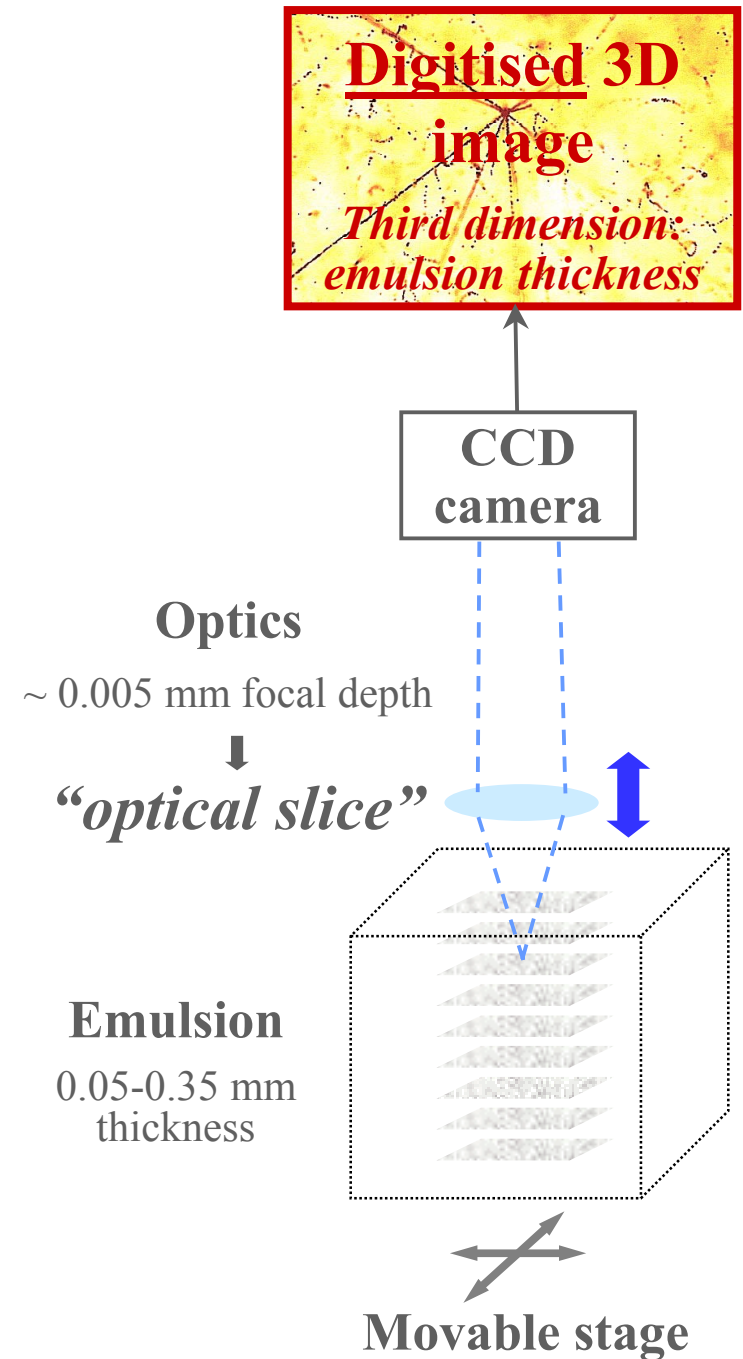 Digitised 3D
image
Third dimension:
emulsion thickness
CCD
camera
Optics
~ 0.005 mm focal depth
“optical slice”
Emulsion
0.05-0.35 mm
thickness
Movable stage